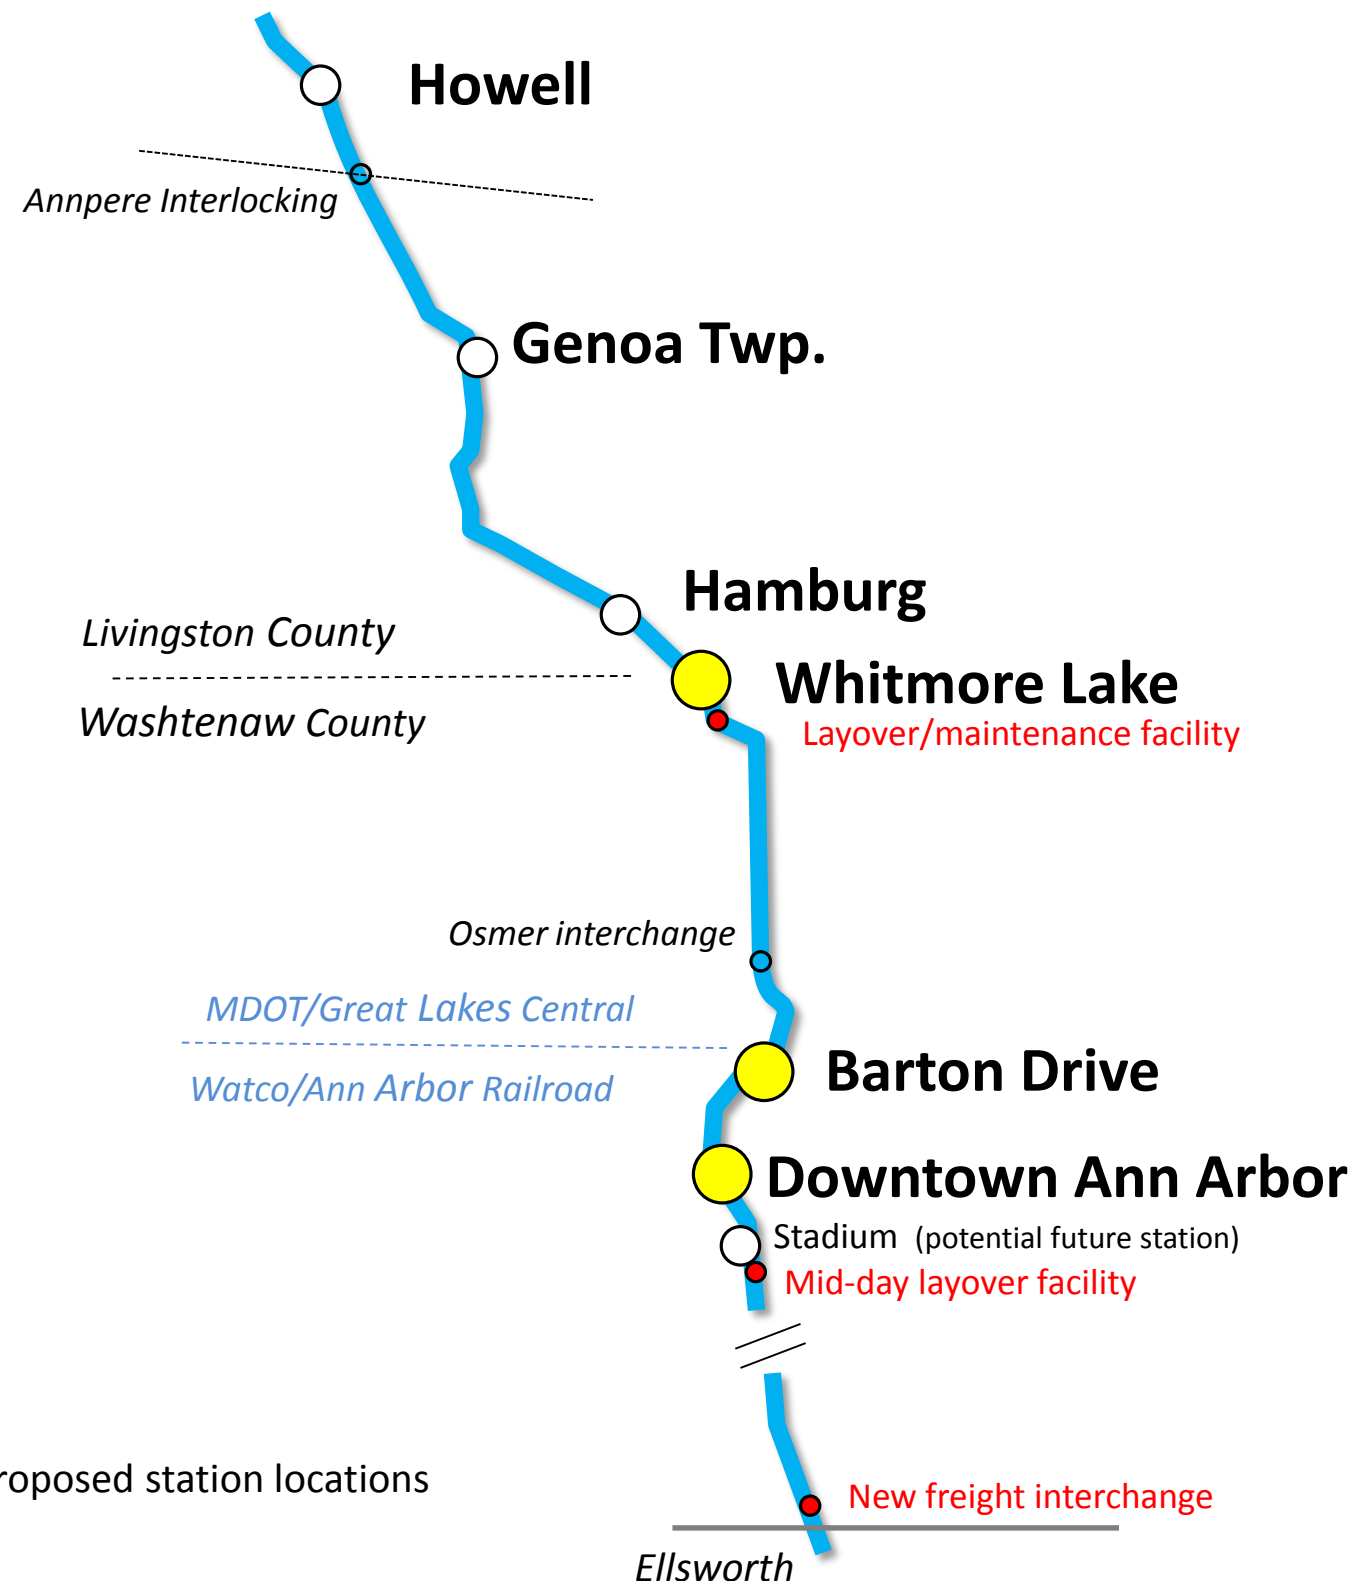 Howell
Annpere Interlocking
Genoa Twp.
Hamburg
Livingston County
Whitmore Lake
Washtenaw County
Layover/maintenance facility
Osmer interchange
MDOT/Great Lakes Central
Barton Drive
Watco/Ann Arbor Railroad
Downtown Ann Arbor
Stadium (potential future station)
Mid-day layover facility
roposed station locations
New freight interchange
Ellsworth